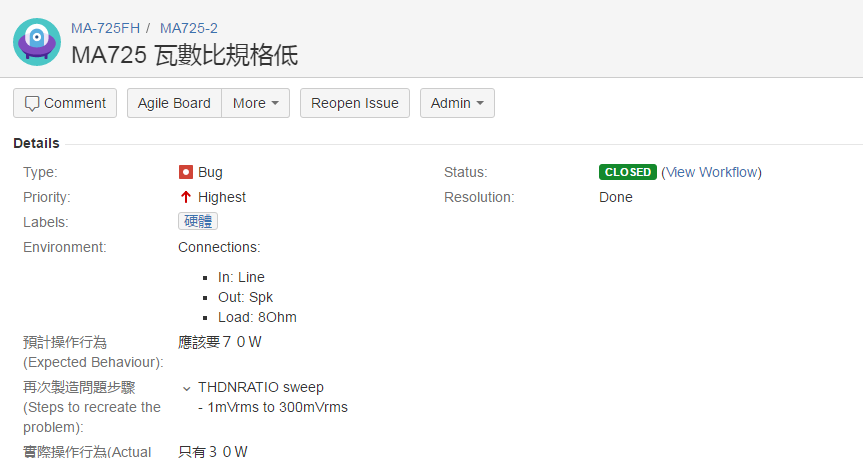 MA-725FH / MA725-2
MA725 瓦數比規格低
Comment Agile Board More Reopen Issue Admin
Details
Type: Bug Status: CLOSED (View Workflow)
Priority: Highest Resolution: Done
Labels: 硬體
Environment: Connections:
In: Line
Out: Spk
Load: 8Ohm
預計操作行為 應該要７０W
(Expected Behaviour):
再次製造問題步驟 THDNRATIO sweep
(Steps to recreate the - 1mVrms to 300mVrms
problem):
實際操作行為(Actual 只有３０W